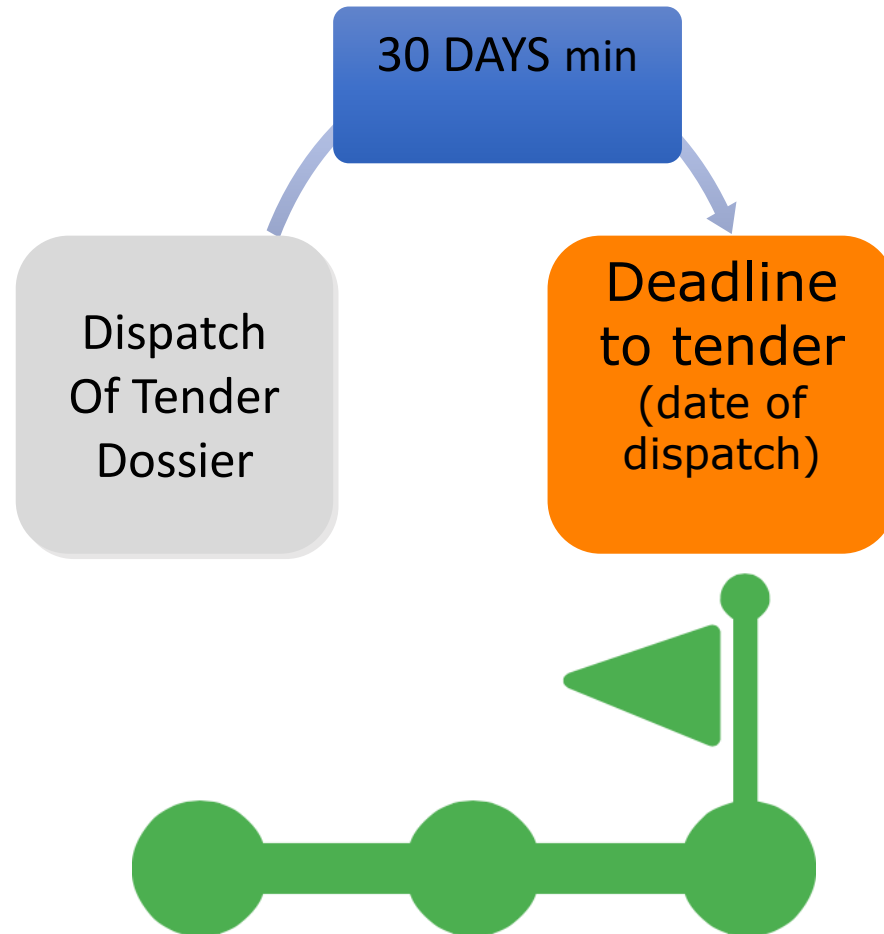 30 DAYS min
Dispatch
Of Tender
Dossier
Deadline
to tender
(date of
dispatch)